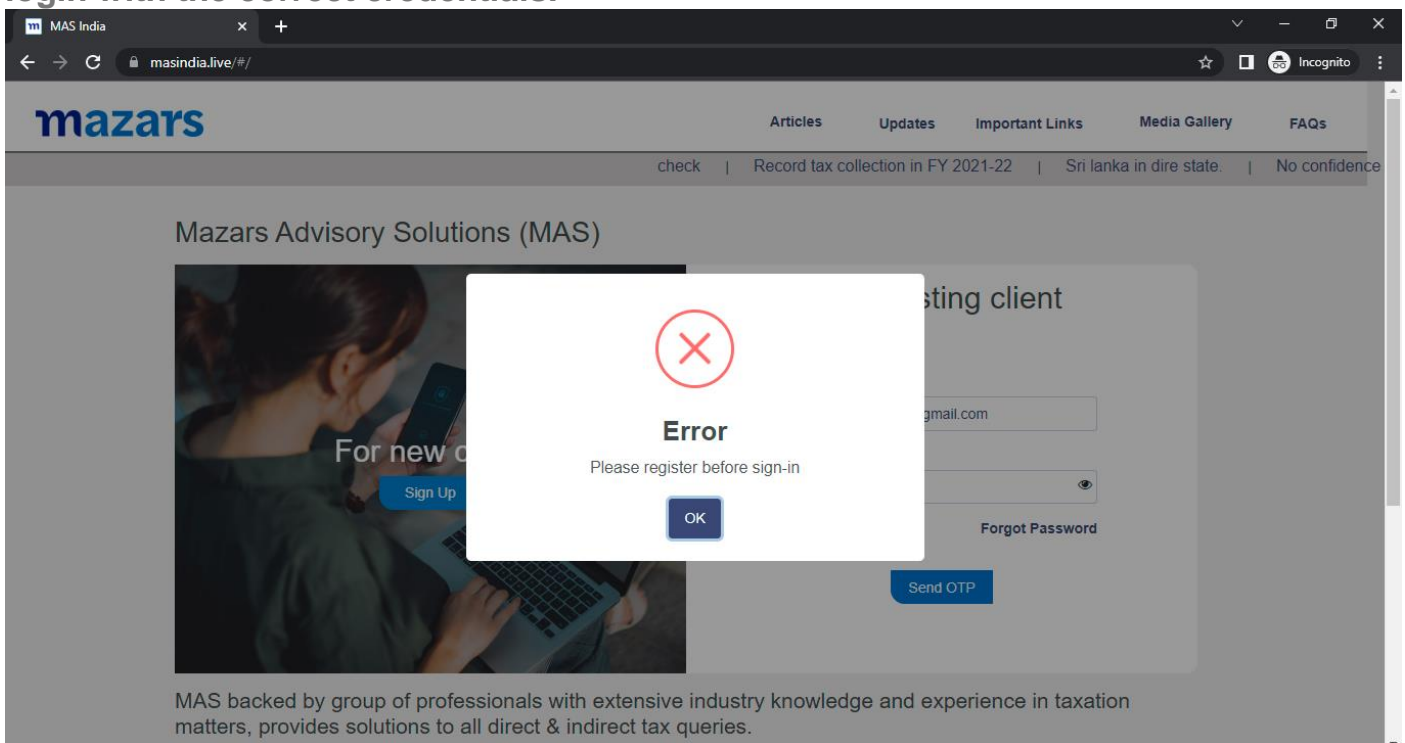 MAS India
masindia.live/#/
Incognito
mazars
Articles Updates Important Links Media Gallery FAQs
check | Record tax collection in FY 2021-22 | Sri lanka in dire state. | No confidence
Mazars Advisory Solutions (MAS)
sting client
gmail.com
For new c
Sign Up
Error
Please register before sign-in
OK
Forgot Password
Send OTP
MAS backed by group of professionals with extensive industry knowledge and experience in taxation
matters, provides solutions to all direct & indirect tax queries.